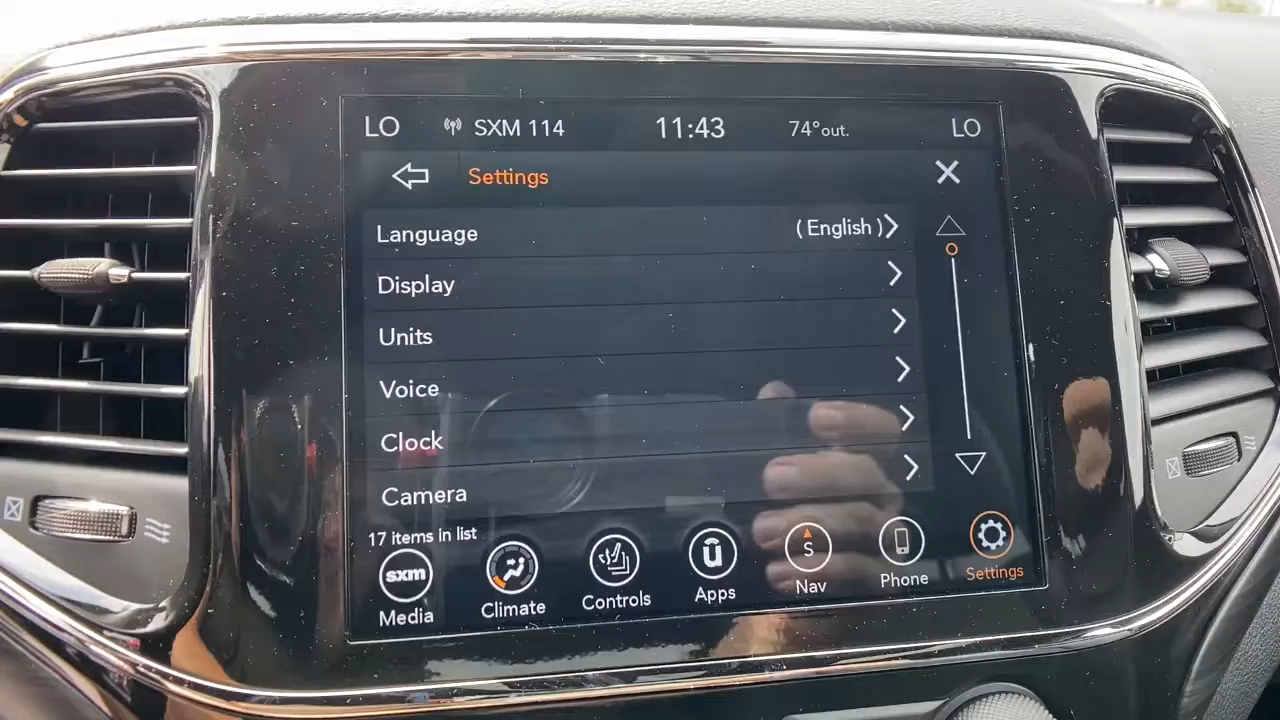 LO SXM 114 11:43 74°out. LO
Settings
Language (English)
Display
Units
Voice
Clock
Camera
17 items in list
sxm S
Media Climate Controls Apps Nav Phone Settings